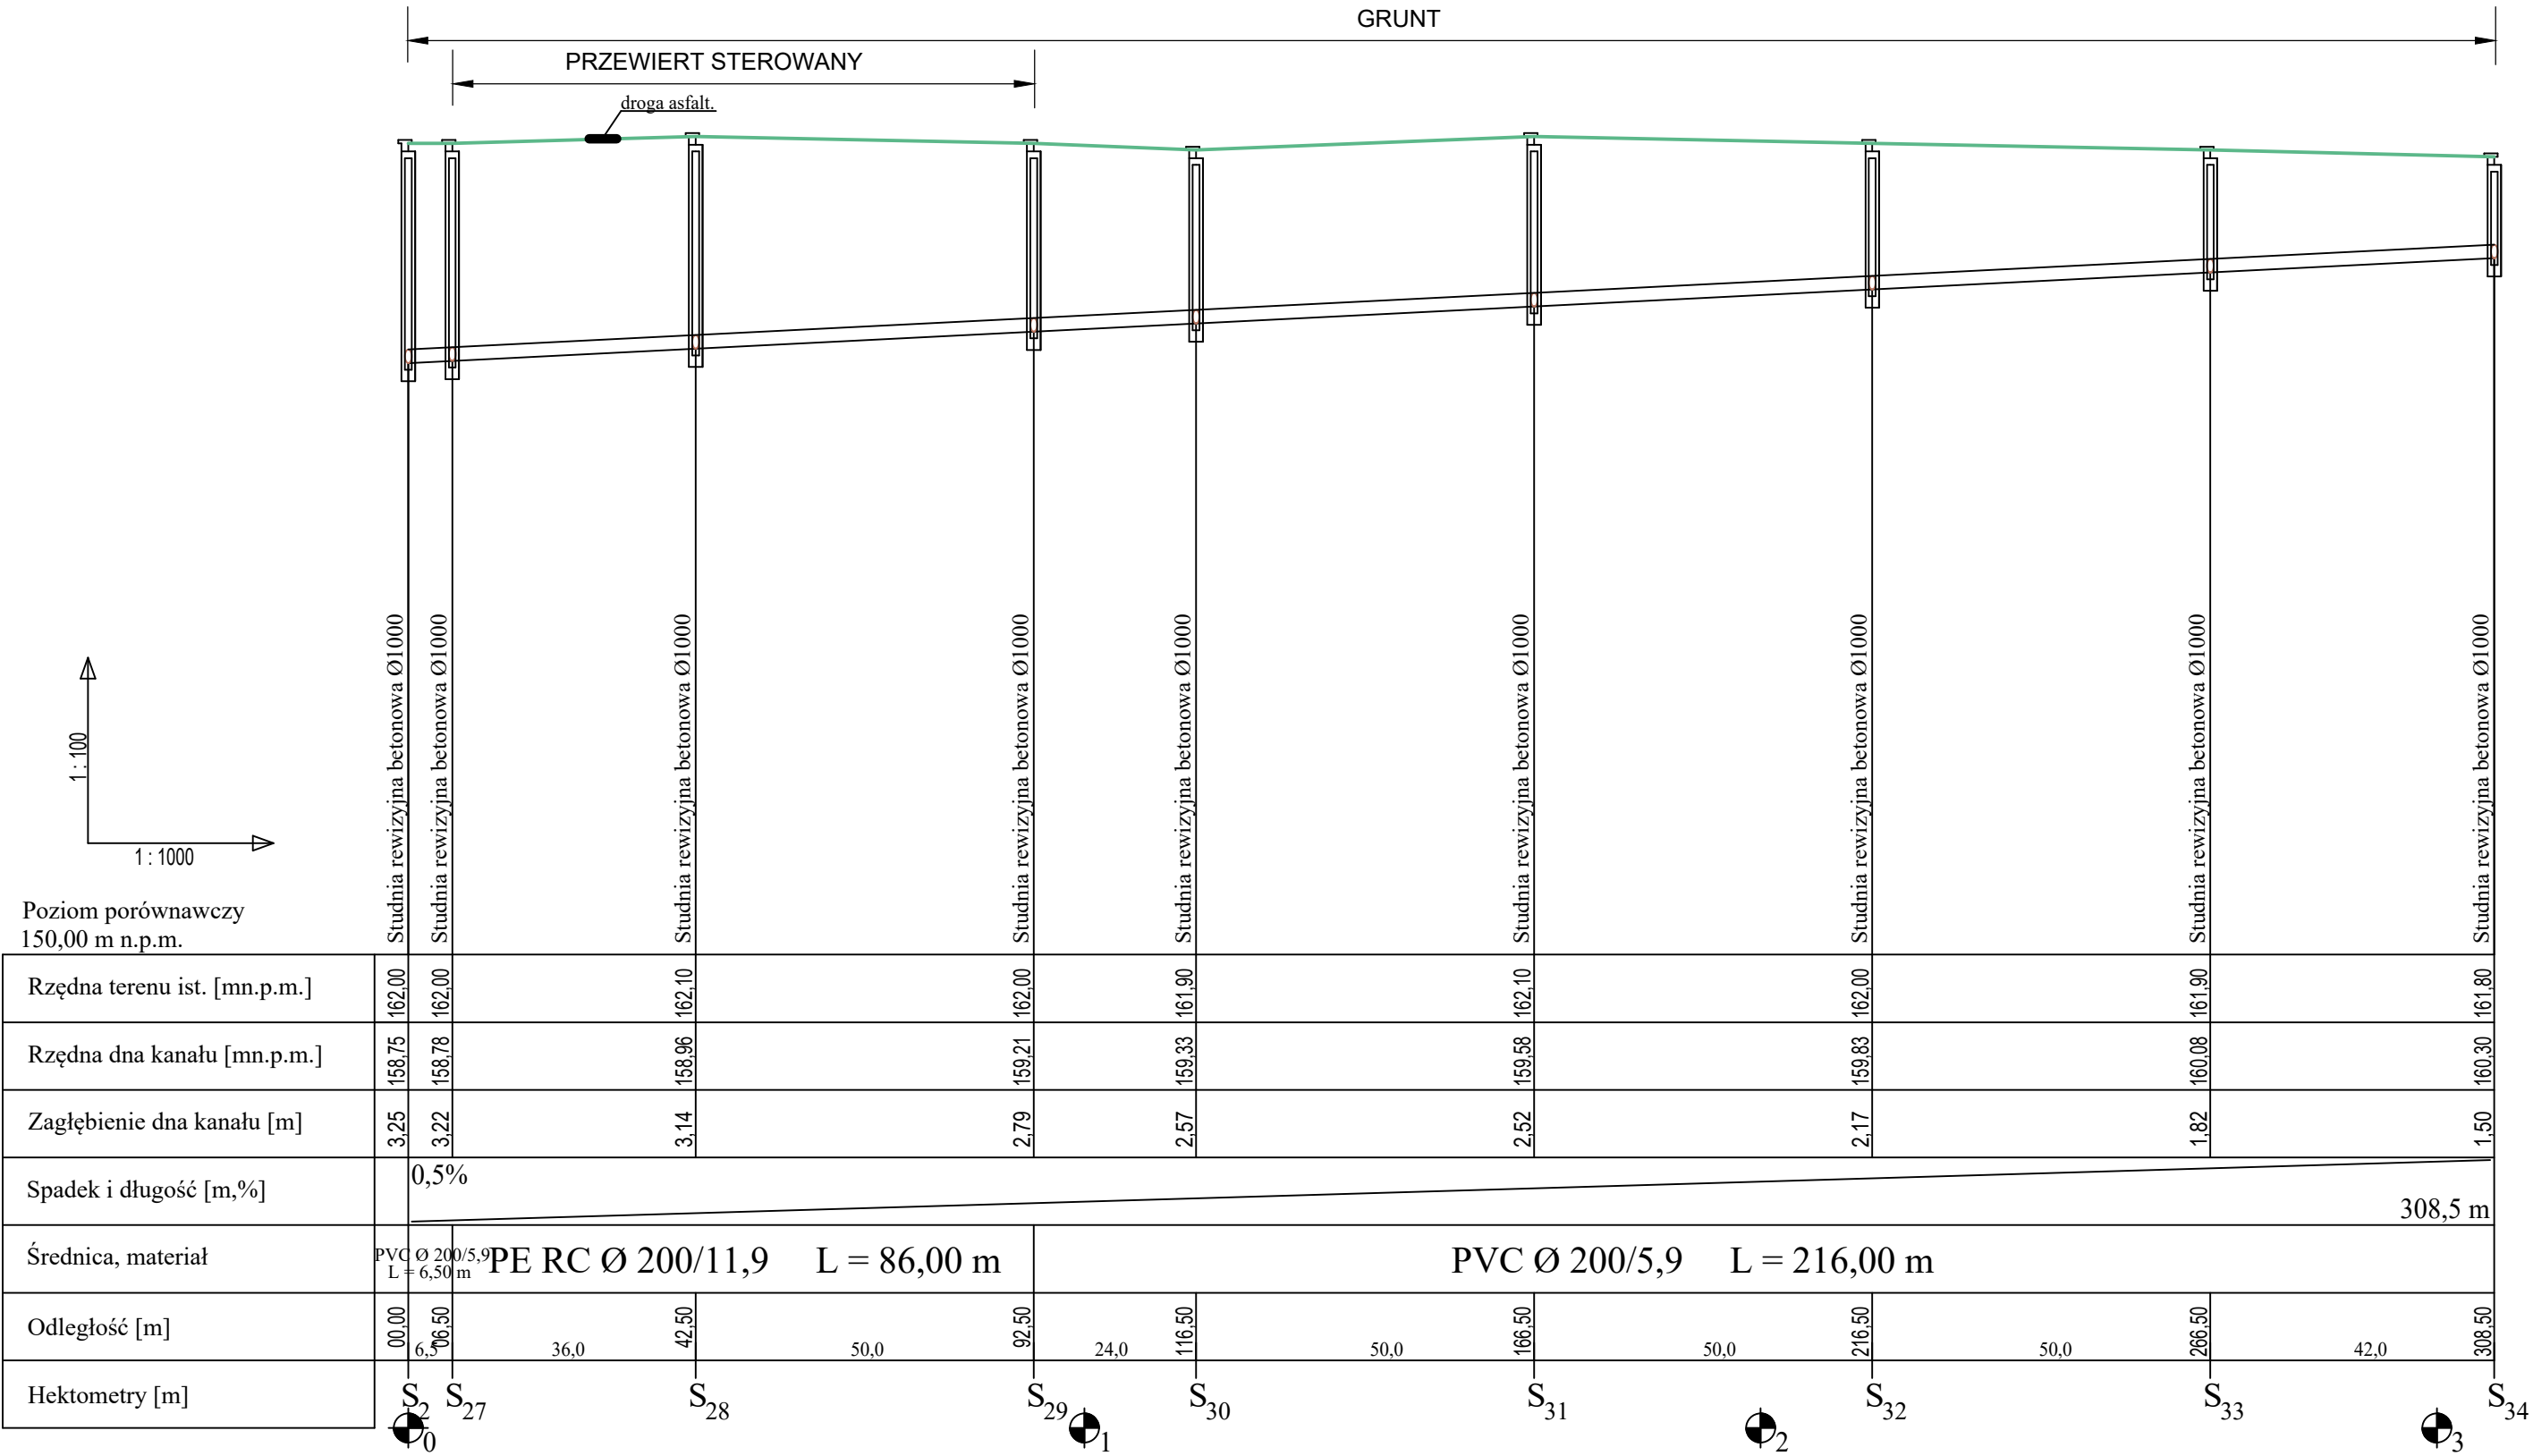 GRUNT
PRZEWIERT STEROWANY
droga asfalt.
Studnia rewizyjna betonowa Ø1000
Studnia rewizyjna betonowa Ø1000
Studnia rewizyjna betonowa Ø1000
Studnia rewizyjna betonowa Ø1000
Studnia rewizyjna betonowa Ø1000
Studnia rewizyjna betonowa Ø1000
Studnia rewizyjna betonowa Ø1000
Studnia rewizyjna betonowa Ø1000
Studnia rewizyjna betonowa Ø1000
1 : 100
1 : 1000
Poziom porównawczy
150,00 m n.p.m.
Rzędna terenu ist. [mn.p.m.] 162,00 162,00 162,10 162,00 161,90 162,10 162,00 161,90 161,80
Rzędna dna kanału [mn.p.m.] 158,75 158,78 158,96 159,21 159,33 159,58 159,83 160,08 160,30
Zagłębienie dna kanału [m] 3,25 3,22 3,14 2,79 2,57 2,52 2,17 1,82 1,50
Spadek i długość [m,%] 0,5% 308,5 m
Średnica, materiał PVC Ø 200/5,9 PE RC Ø 200/11,9 L = 86,00 m PVC Ø 200/5,9 L = 216,00 m
L = 6,50 m
Odległość [m] 00,00 06,50 42,50 92,50 116,50 166,50 216,50 266,50 308,50
6,5 36,0 50,0 24,0 50,0 50,0 50,0 42,0
Hektometry [m] S2 S27 S28 S29 S30 S31 S32 S33 S34
0 1 2 3